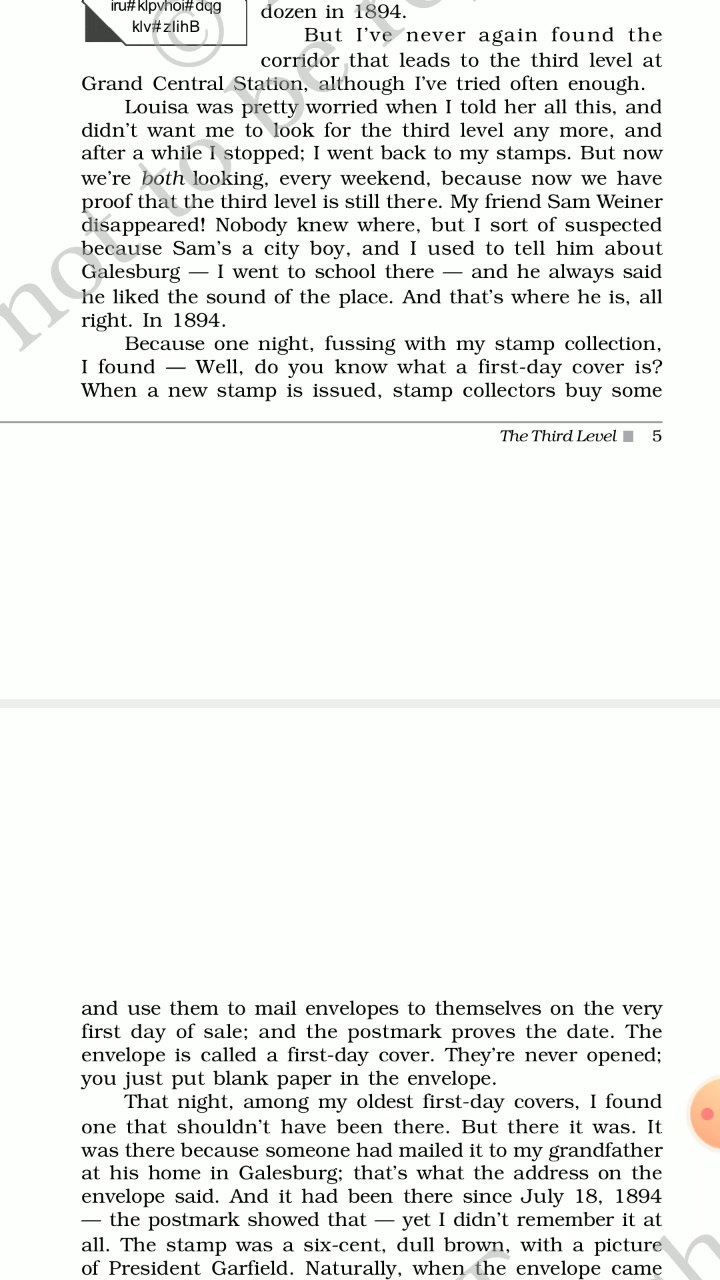 iru#klpyhoi#dqg
klv#zlihB
dozen in 1894.
But I've never again found the
corridor that leads to the third level at
Grand Central Station, although I've tried often enough.
Louisa was pretty worried when I told her all this, and
didn't want me to look for the third level any more, and
after a while I stopped; I went back to my stamps. But now
we're both looking, every weekend, because now we have
proof that the third level is still there. My friend Sam Weiner
disappeared! Nobody knew where, but I sort of suspected
because Sam's a city boy, and I used to tell him about
Galesburg — I went to school there — and he always said
he liked the sound of the place. And that's where he is, all
right. In 1894.
Because one night, fussing with my stamp collection,
I found — Well, do you know what a first-day cover is?
When a new stamp is issued, stamp collectors buy some
The Third Level ■ 5
and use them to mail envelopes to themselves on the very
first day of sale; and the postmark proves the date. The
envelope is called a first-day cover. They're never opened;
you just put blank paper in the envelope.
That night, among my oldest first-day covers, I found
one that shouldn't have been there. But there it was. It
was there because someone had mailed it to my grandfather
at his home in Galesburg; that's what the address on the
envelope said. And it had been there since July 18, 1894
— the postmark showed that — yet I didn't remember it at
all. The stamp was a six-cent, dull brown, with a picture
of President Garfield. Naturally, when the envelope came
© not to be r